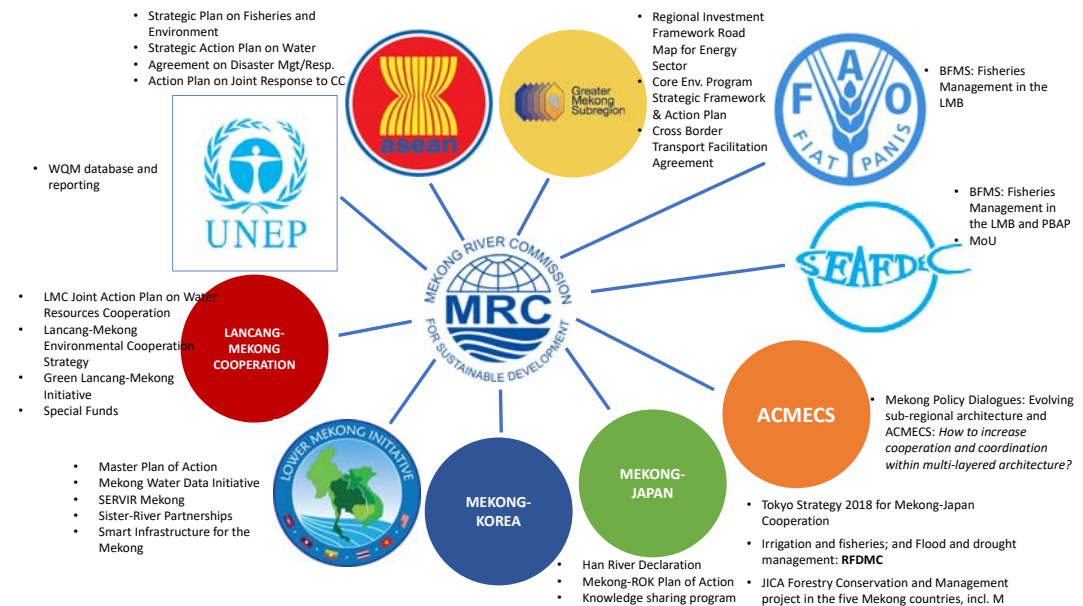 • Strategic Plan on Fisheries and
Environment
• Strategic Action Plan on Water
• Agreement on Disaster Mgt/Resp.
• Action Plan on Joint Response to CC
asean
Greater
Mekong
Subregion
• Regional Investment
Framework Road
Map for Energy
Sector
• Core Env. Program
Strategic Framework
& Action Plan
• Cross Border
Transport Facilitation
Agreement
FAO
FIAT PANIS
• BFMS: Fisheries
Management in the
LMB
• WQM database and
reporting
UNEP
• BFMS: Fisheries
Management in
the LMB and PBAP
• MoU
SEAFDEC
MEKONG RIVER COMMISSION
MRC
FOR SUSTAINABLE DEVELOPMENT
• LMC Joint Action Plan on Water
Resources Cooperation
• Lancang-Mekong
Environmental Cooperation
Strategy
• Green Lancang-Mekong
Initiative
• Special Funds
LANCANG-
MEKONG
COOPERATION
ACMECS
• Mekong Policy Dialogues: Evolving
sub-regional architecture and
ACMECS: How to increase
cooperation and coordination
within multi-layered architecture?
LOWER MEKONG INITIATIVE
• Master Plan of Action
• Mekong Water Data Initiative
• SERVIR Mekong
• Sister-River Partnerships
• Smart Infrastructure for the
Mekong
MEKONG-
KOREA
MEKONG-
JAPAN
• Han River Declaration
• Mekong-ROK Plan of Action
• Knowledge sharing program
• Tokyo Strategy 2018 for Mekong-Japan
Cooperation
• Irrigation and fisheries; and Flood and drought
management: RFDMC
• JICA Forestry Conservation and Management
project in the five Mekong countries, incl. M